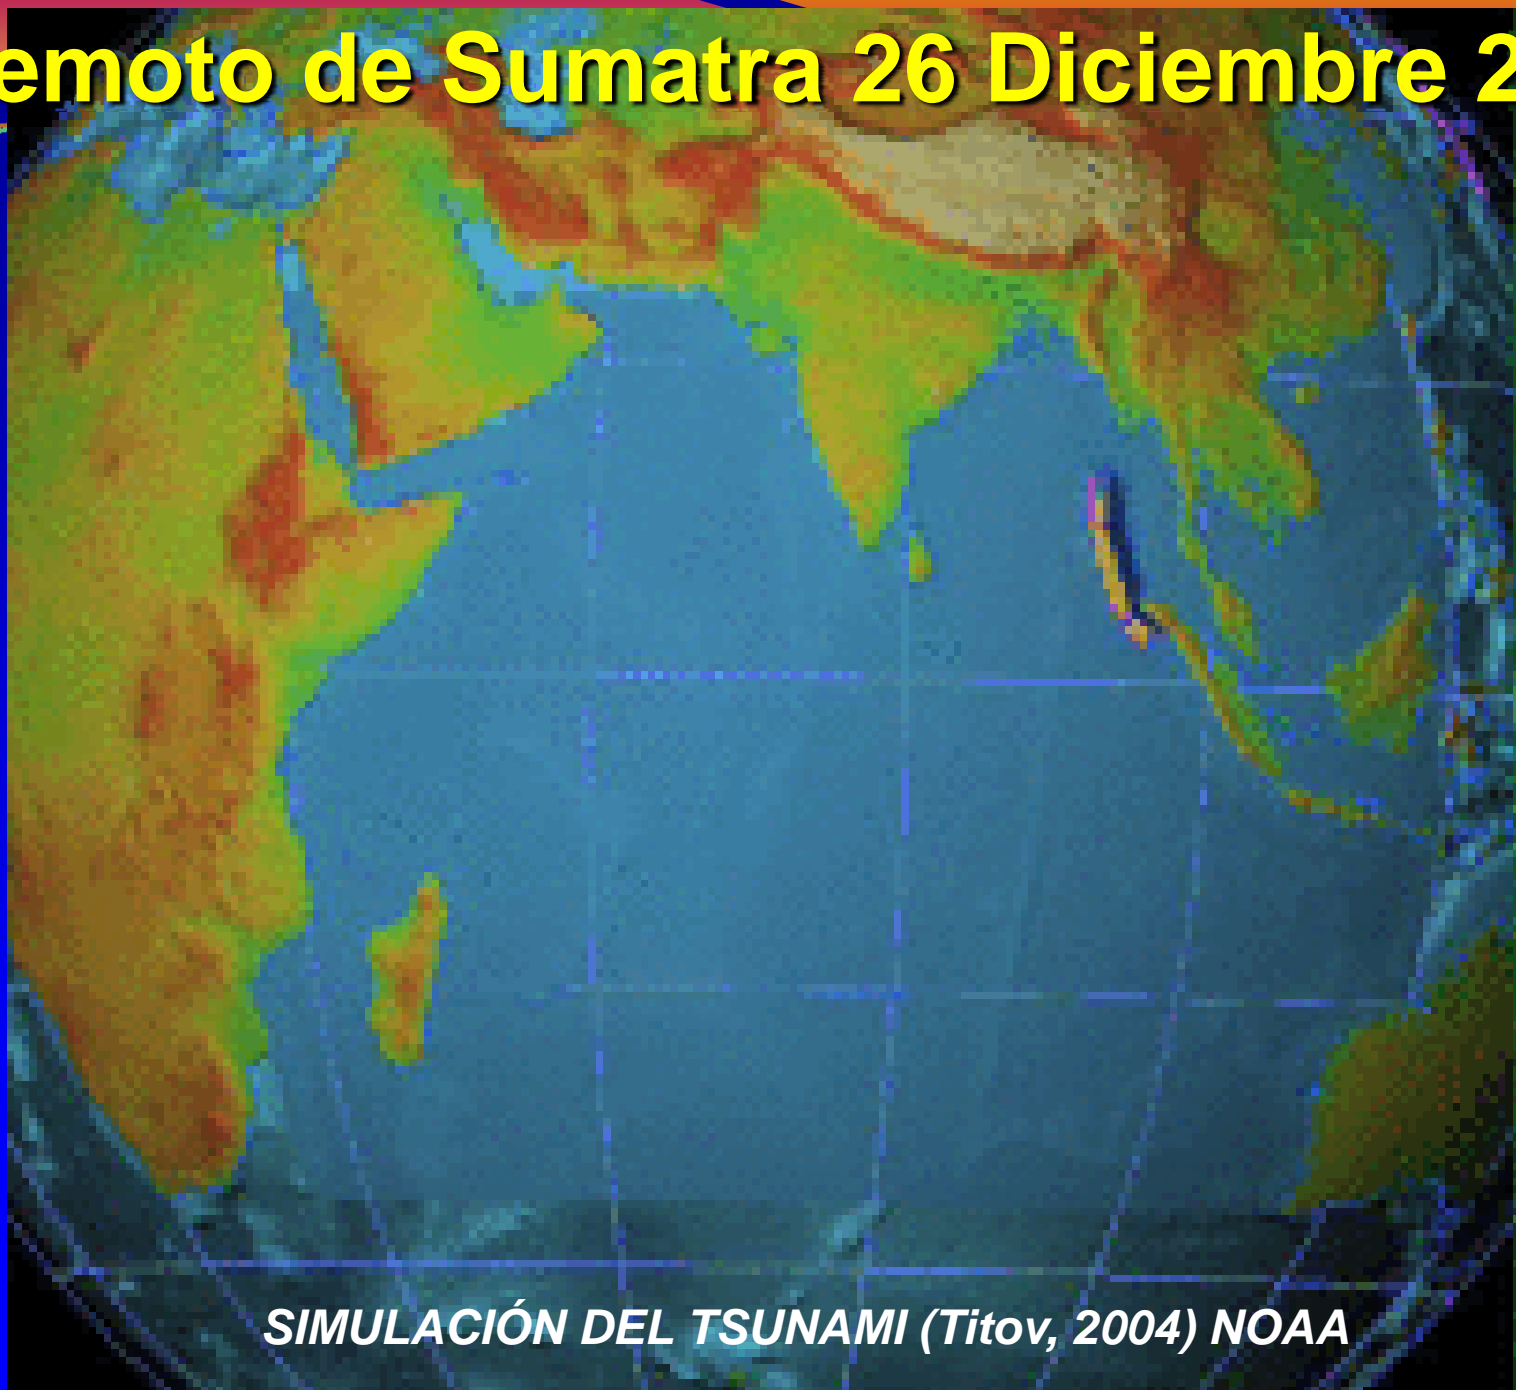 emoto de Sumatra 26 Diciembre 2
SIMULACIÓN DEL TSUNAMI (Titov, 2004) NOAA